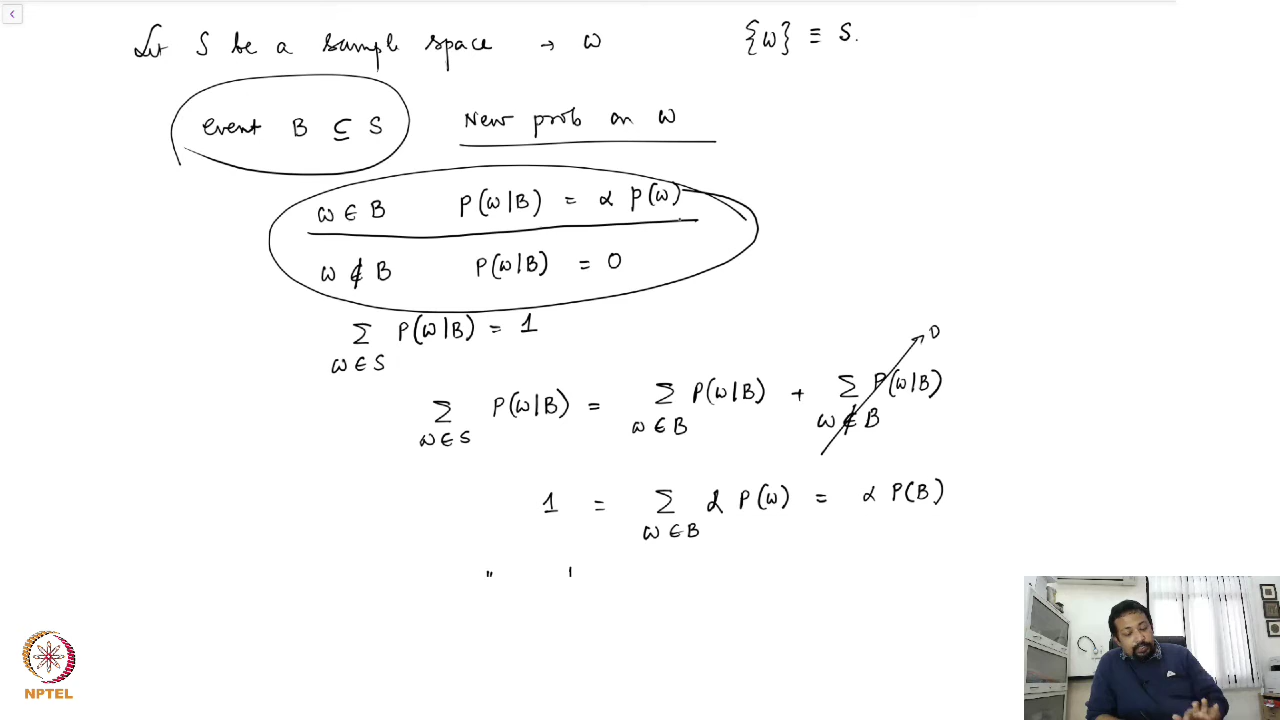 Let S be a sample space → ω {ω} ≡ S.
event B ⊆ S New prob on ω
ω ∈ B P(ω|B) = α P(ω)
ω ∉ B P(ω|B) = 0
Σ P(ω|B) = 1
ω ∈ S
Σ P(ω|B) = Σ P(ω|B) + Σ P(ω|B) 0
ω ∈ S ω ∈ B ω ∉ B
1 = Σ α P(ω) = α P(B)
ω ∈ B
NPTEL